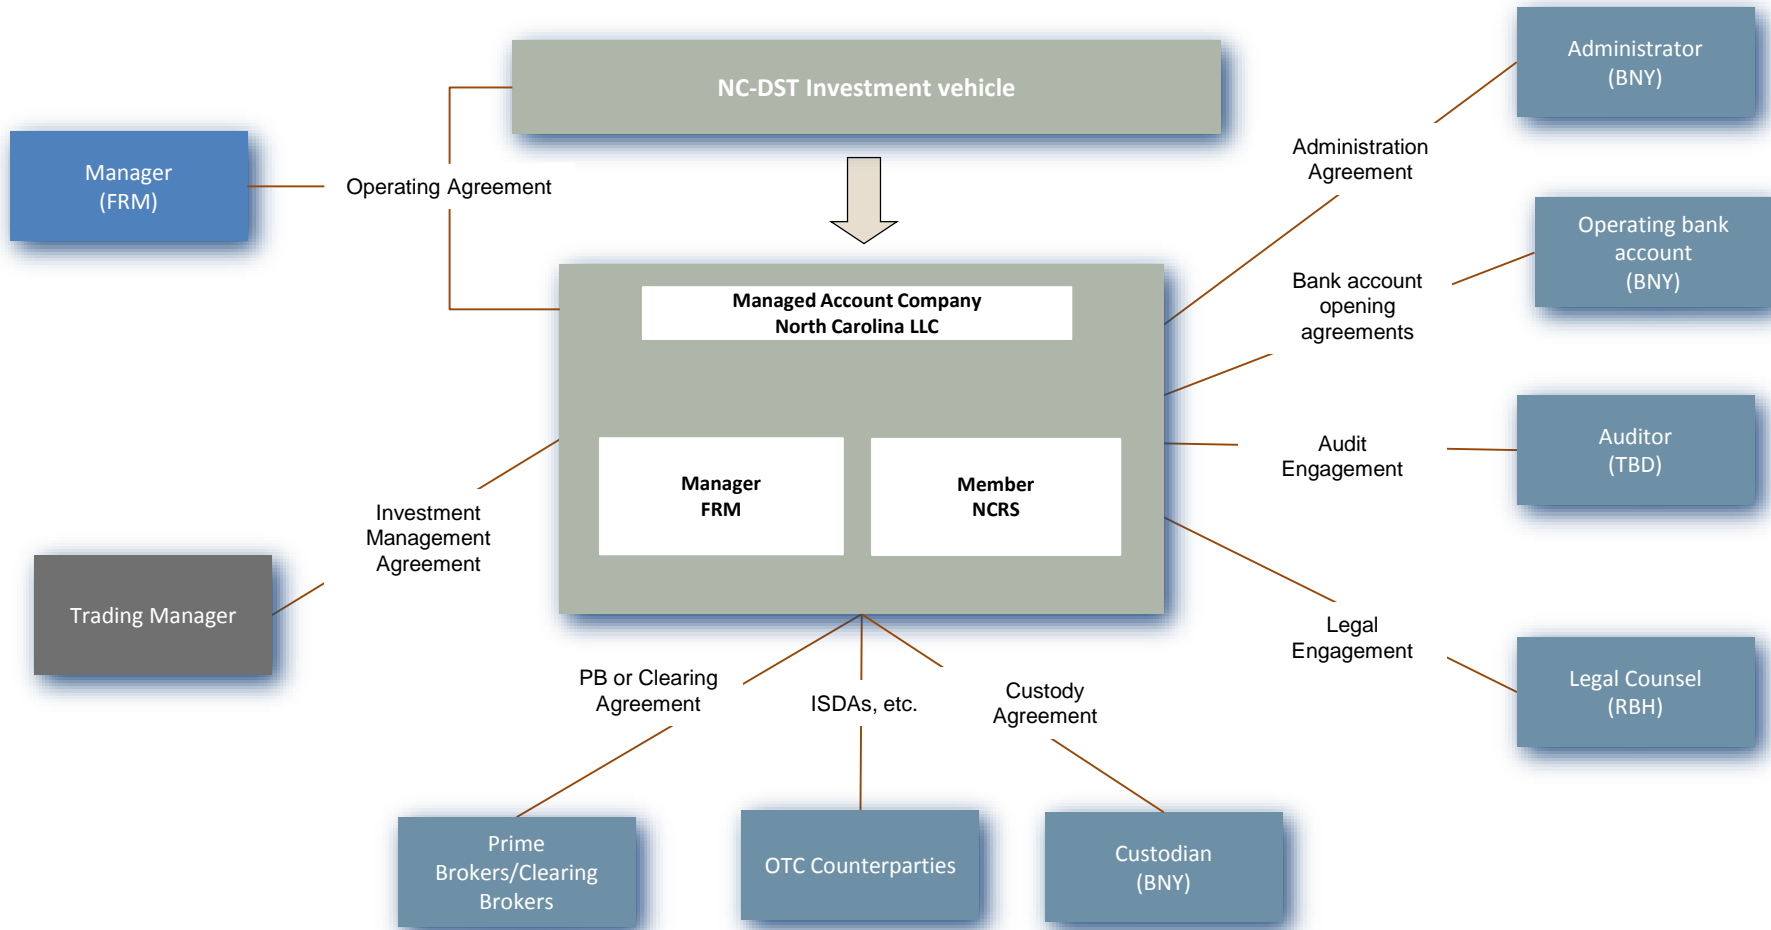 NC-DST Investment vehicle
Administrator
(BNY)
Manager
(FRM)
Operating Agreement
Administration
Agreement
Operating bank
account
(BNY)
Bank account
opening
agreements
Managed Account Company
North Carolina LLC
Manager
FRM
Member
NCRS
Audit
Engagement
Auditor
(TBD)
Investment
Management
Agreement
Trading Manager
Legal
Engagement
Legal Counsel
(RBH)
PB or Clearing
Agreement
ISDAs, etc.
Custody
Agreement
Prime
Brokers/Clearing
Brokers
OTC Counterparties
Custodian
(BNY)